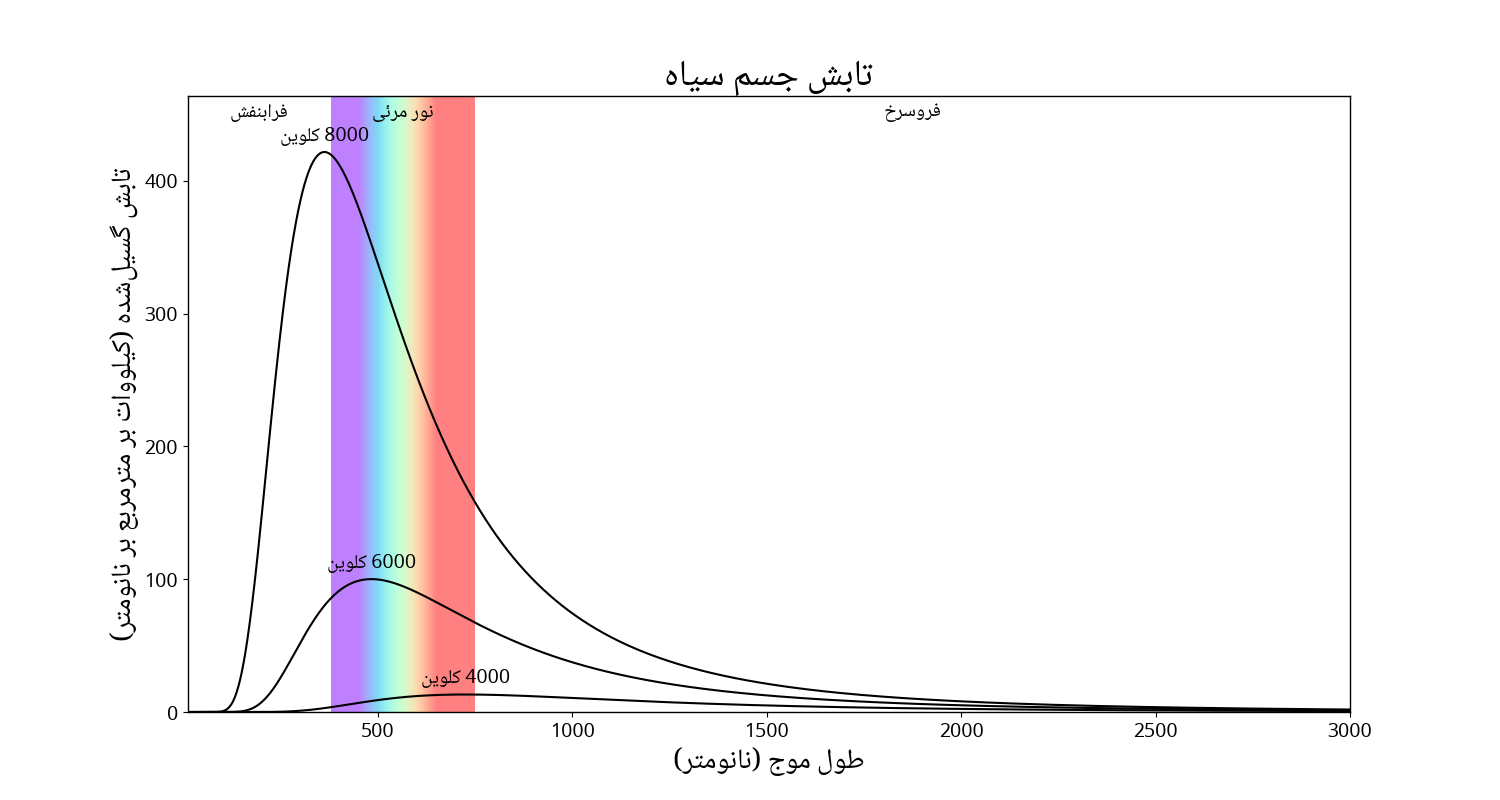 تابش جسم سیاه
فرابنفش
نور مرئی
فروسرخ
8000 کلوین
6000 کلوین
4000 کلوین
تابش گسیل‌شده (کیلووات بر مترمربع بر نانومتر)
400
300
200
100
0
500
1000
1500
2000
2500
3000
طول موج (نانومتر)